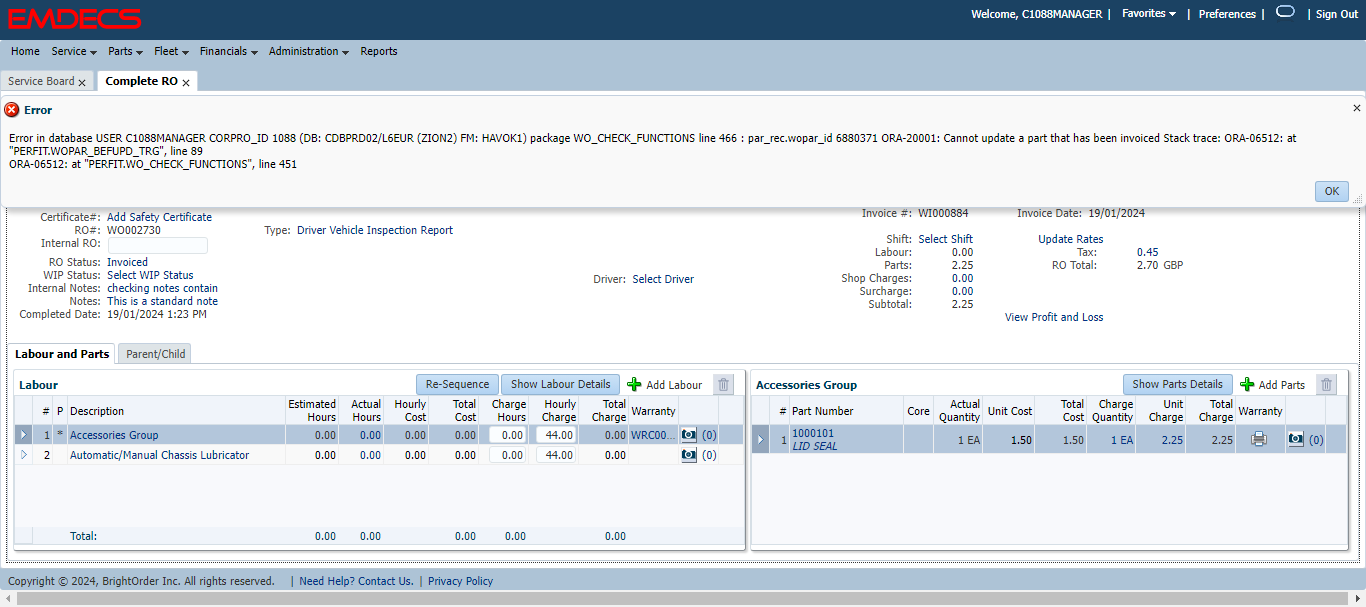 EMDECS
Welcome, C1088MANAGER | Favorites | Preferences | | Sign Out
Home Service Parts Fleet Financials Administration Reports
Service Board x Complete RO x
Error
Error in database USER C1088MANAGER CORPRO_ID 1088 (DB: CDBPRD02/L6EUR (ZION2) FM: HAVOK1) package WO_CHECK_FUNCTIONS line 466 : par_rec.wopar_id 6880371 ORA-20001: Cannot update a part that has been invoiced Stack trace: ORA-06512: at
"PERFIT.WOPAR_BEFUPD_TRG", line 89
ORA-06512: at "PERFIT.WO_CHECK_FUNCTIONS", line 451
OK
Certificate#: Add Safety Certificate Invoice #: WI000884 Invoice Date: 19/01/2024
RO#: WO002730 Type: Driver Vehicle Inspection Report
Internal RO:
Shift: Select Shift Update Rates
Labour: 0.00 Tax: 0.45
RO Status: Invoiced Parts: 2.25 RO Total: 2.70 GBP
WIP Status: Select WIP Status Driver: Select Driver Shop Charges: 0.00
Internal Notes: checking notes contain Surcharge: 0.00
Notes: This is a standard note Subtotal: 2.25
Completed Date: 19/01/2024 1:23 PM View Profit and Loss
Labour and Parts Parent/Child
Labour Re-Sequence Show Labour Details Add Labour
# P Description Estimated Hours Actual Hours Hourly Cost Total Cost Charge Hours Hourly Charge Total Charge Warranty
1 * Accessories Group 0.00 0.00 0.00 0.00 0.00 44.00 0.00 WRC00... (0)
2 Automatic/Manual Chassis Lubricator 0.00 0.00 0.00 0.00 0.00 44.00 0.00 (0)
Total: 0.00 0.00 0.00 0.00 0.00
Accessories Group Show Parts Details Add Parts
# Part Number Core Actual Quantity Unit Cost Total Cost Charge Quantity Unit Charge Total Charge Warranty
1 1000101 1 EA 1.50 1.50 1 EA 2.25 2.25 (0)
LID SEAL
Copyright © 2024, BrightOrder Inc. All rights reserved. | Need Help? Contact Us. | Privacy Policy